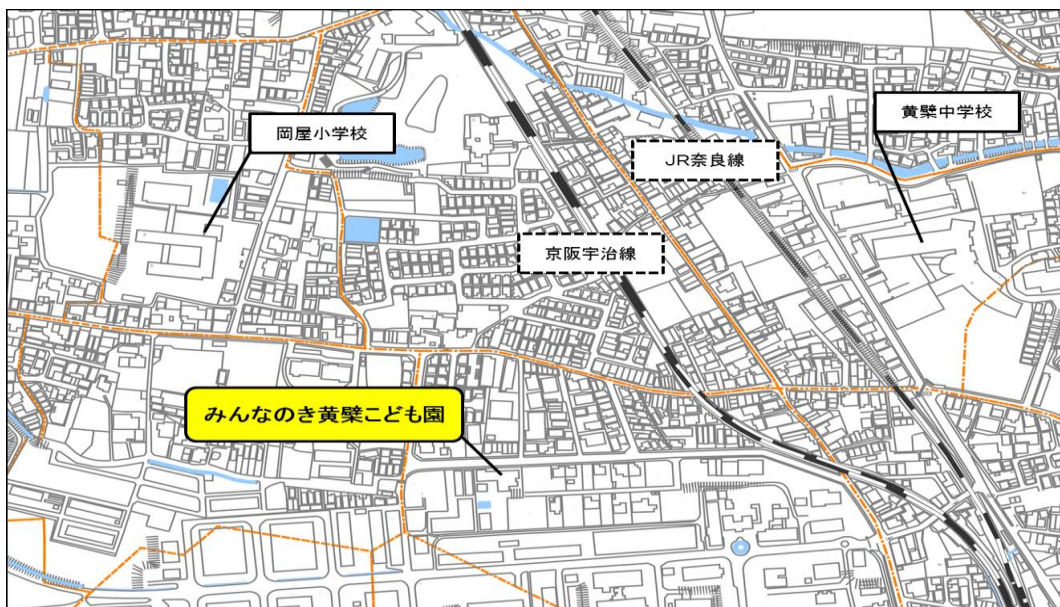 岡屋小学校
黄檗中学校
JR奈良線
京阪宇治線
みんなのき黄檗こども園